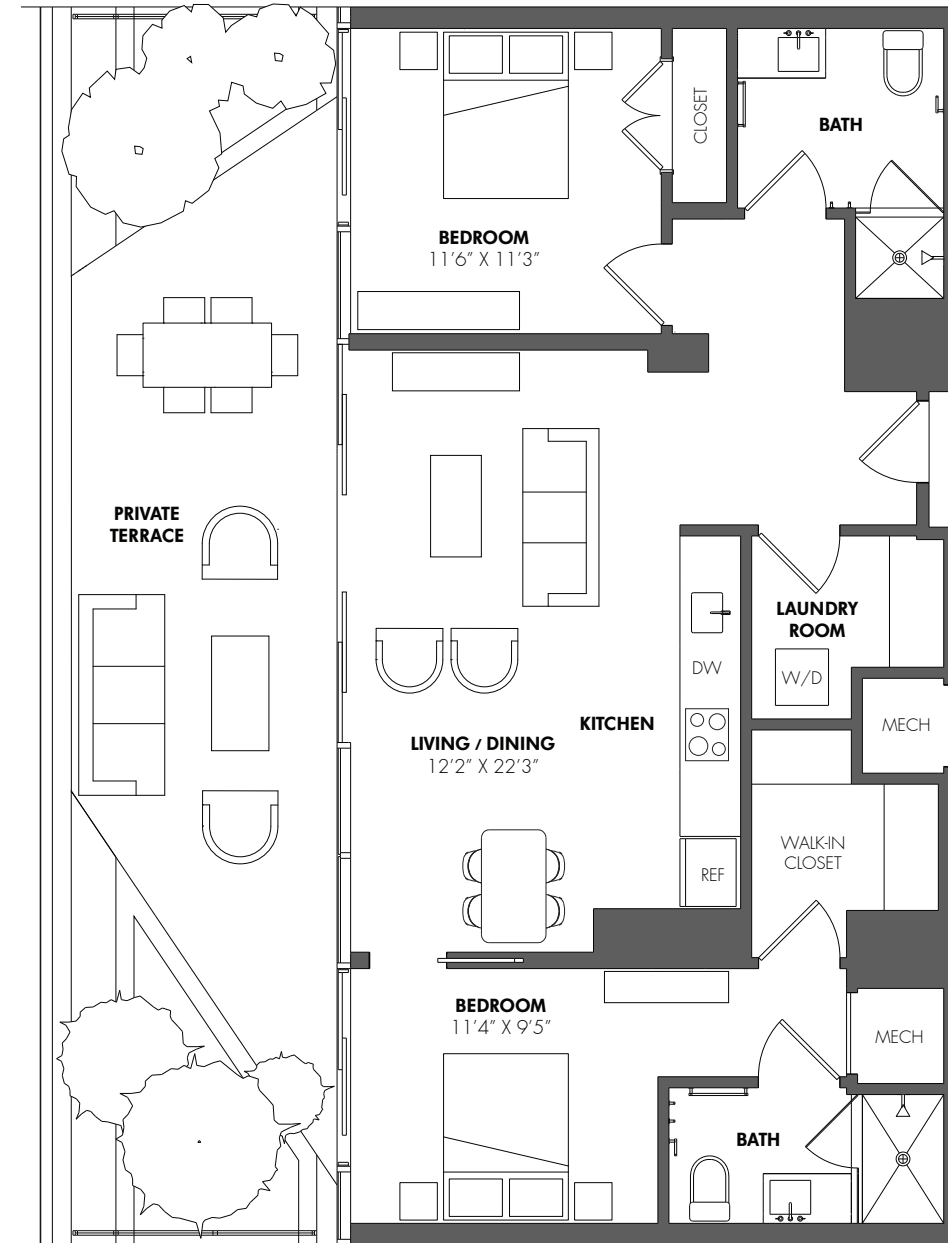 CLOSET
BATH
BEDROOM
11'6" X 11'3"
PRIVATE
TERRACE
LAUNDRY
ROOM
DW
W/D
KITCHEN
MECH
LIVING / DINING
12'2" X 22'3"
WALK-IN
CLOSET
REF
BEDROOM
11'4" X 9'5"
MECH
BATH